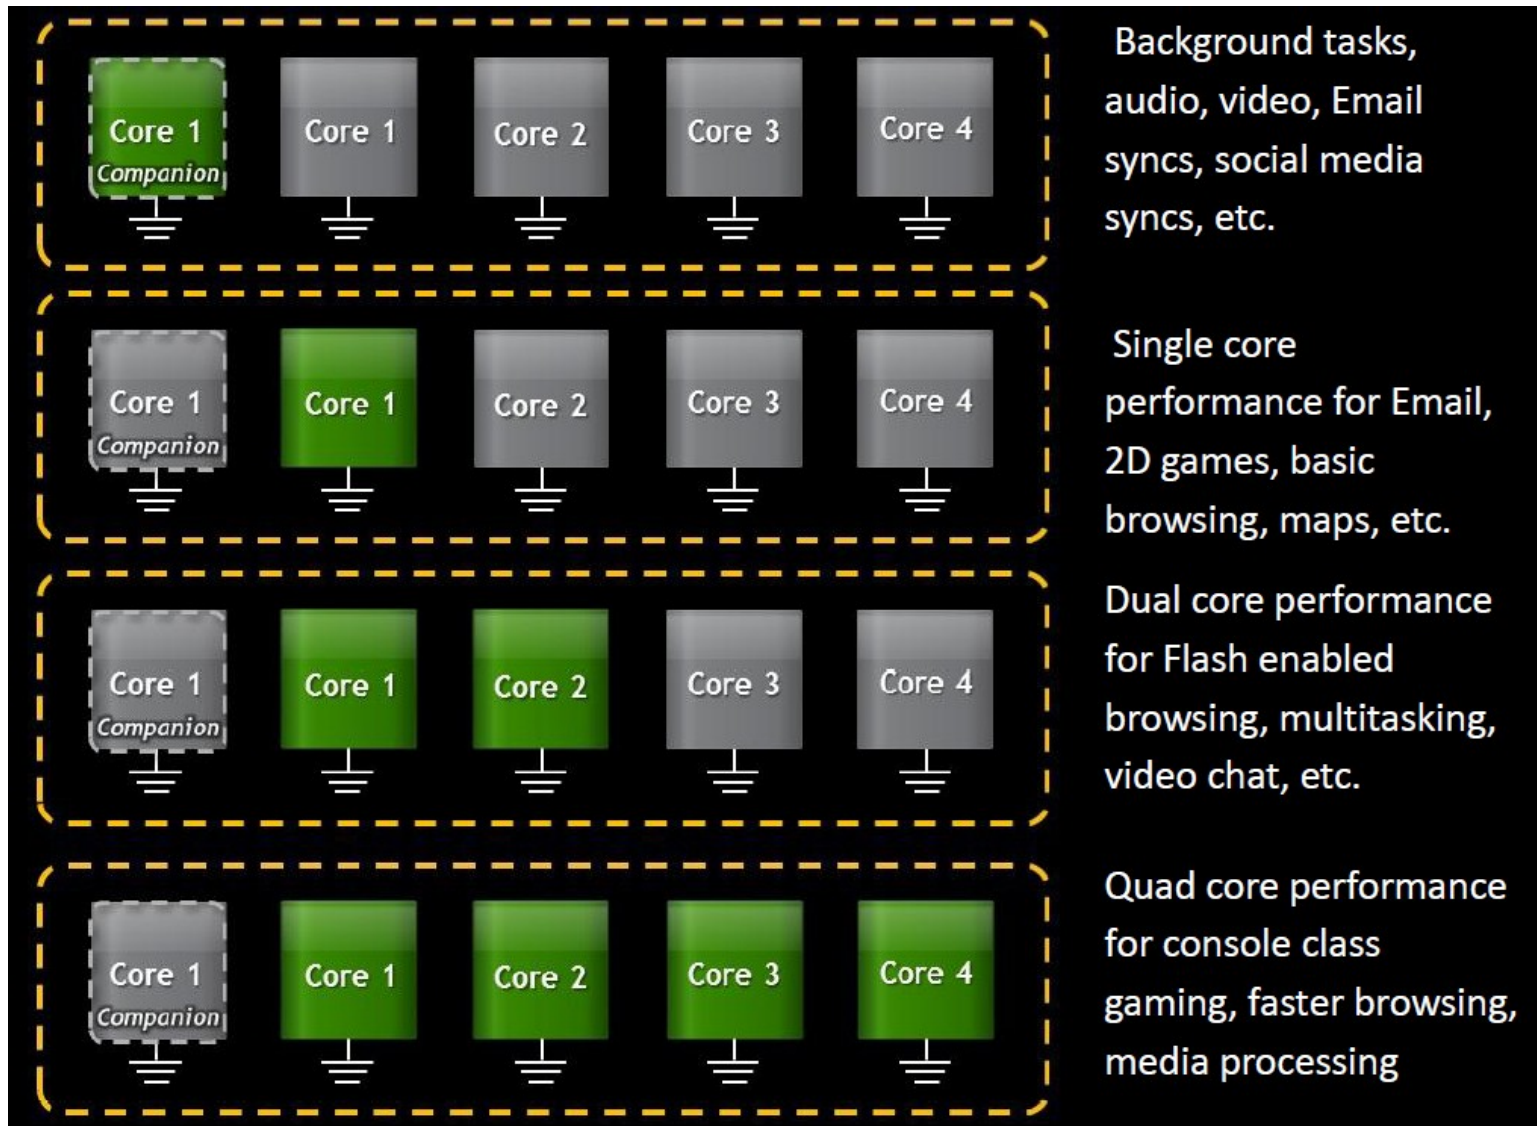 Core 1
Companion
Core 1
Core 2
Core 3
Core 4
Background tasks,
audio, video, Email
syncs, social media
syncs, etc.
Core 1
Companion
Core 1
Core 2
Core 3
Core 4
Single core
performance for Email,
2D games, basic
browsing, maps, etc.
Core 1
Companion
Core 1
Core 2
Core 3
Core 4
Dual core performance
for Flash enabled
browsing, multitasking,
video chat, etc.
Core 1
Companion
Core 1
Core 2
Core 3
Core 4
Quad core performance
for console class
gaming, faster browsing,
media processing